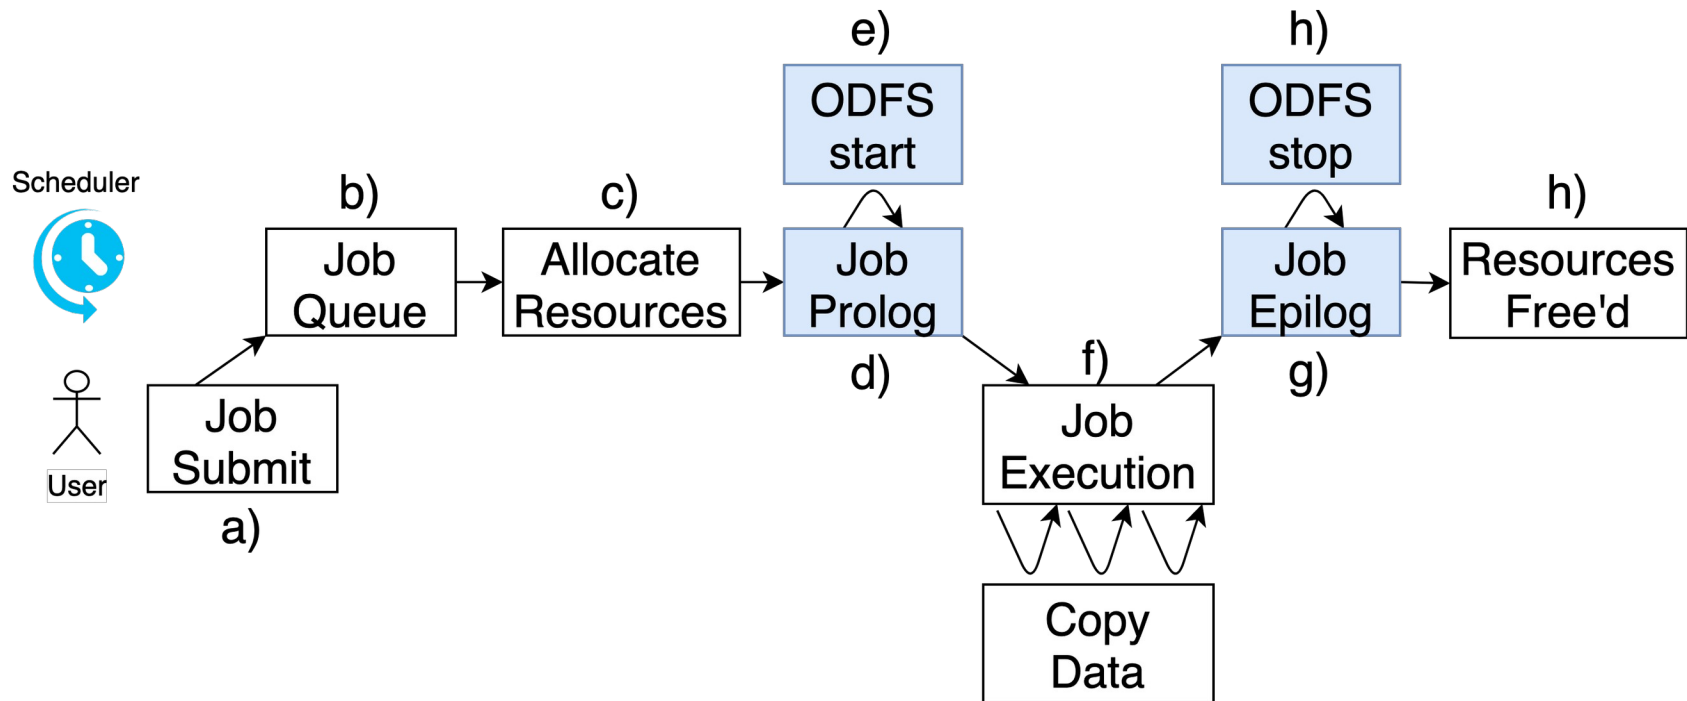 e)
h)
ODFS
start
ODFS
stop
Scheduler
b)
c)
h)
Job
Queue
Allocate
Resources
Job
Prolog
Job
Epilog
Resources
Free'd
d)
f)
g)
User
Job
Submit
a)
Job
Execution
Copy
Data